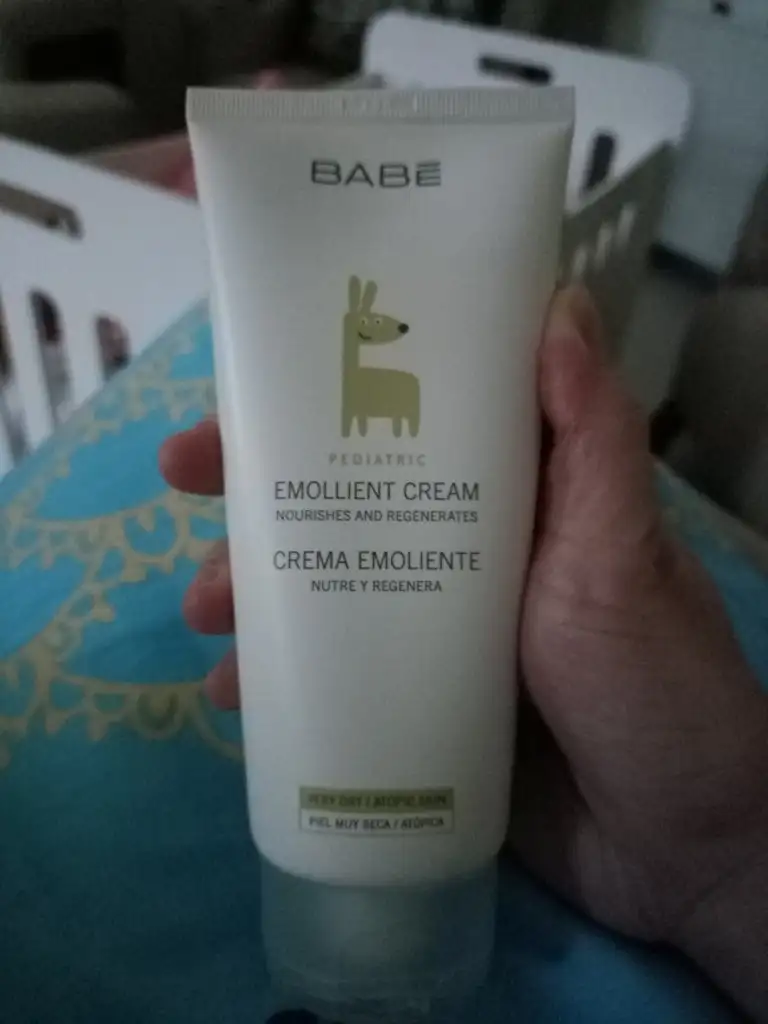 BABĒ
PEDIATRIC
EMOLLIENT CREAM
NOURISHES AND REGENERATES
CREMA EMOLIENTE
NUTRE Y REGENERA
VERY DRY / ATOPIC SKIN
PIEL MUY SECA / ATÓPICA